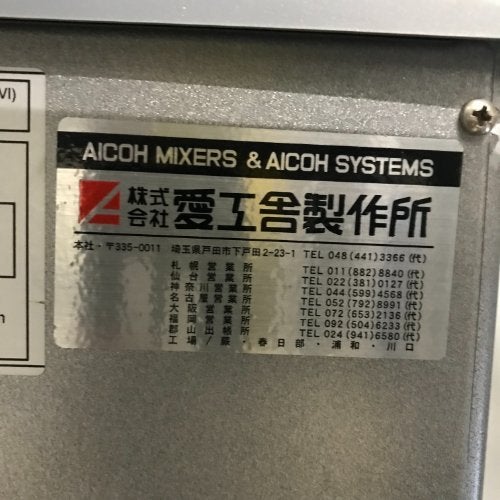 VI)
n
AICOH MIXERS & AICOH SYSTEMS
株式会社 愛工舎製作所
本社・〒335-0011 埼玉県戸田市下戸田2-23-1 TEL 048(441)3366(代)
札幌営業所 TEL 011(882)8840(代)
仙台営業所 TEL 022(381)0127(代)
神奈川営業所 TEL 044(599)4568(代)
名古屋営業所 TEL 052(792)8991(代)
大阪営業所 TEL 072(653)2136(代)
福岡営業所 TEL 092(504)6233(代)
郡山出張所 TEL 024(941)6580(代)
工場/蕨・春日部・浦和・川口